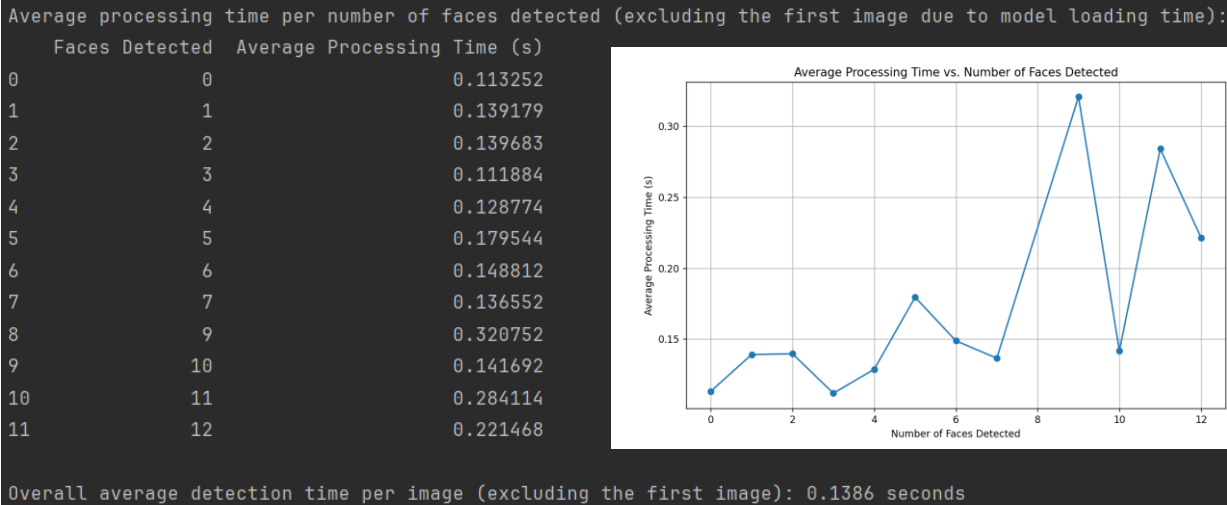 Average processing time per number of faces detected (excluding the first image due to model loading time):
Faces Detected Average Processing Time (s)
0 0 0.113252
1 1 0.139179
2 2 0.139683
3 3 0.111884
4 4 0.128774
5 5 0.179544
6 6 0.148812
7 7 0.136552
8 9 0.320752
9 10 0.141692
10 11 0.284114
11 12 0.221468
Average Processing Time vs. Number of Faces Detected
Average Processing Time (s)
0.30
0.25
0.20
0.15
0 2 4 6 8 10 12
Number of Faces Detected
Overall average detection time per image (excluding the first image): 0.1386 seconds